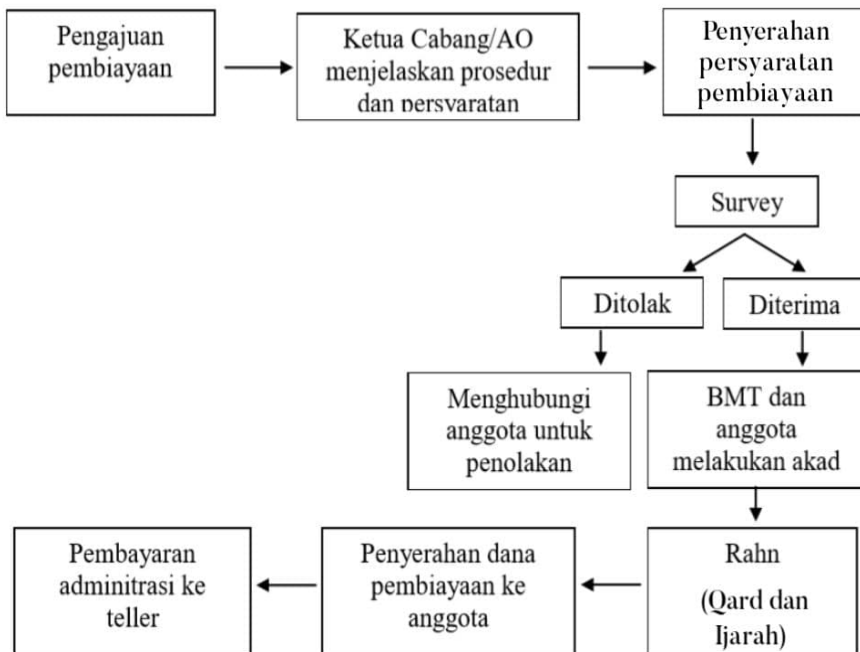 Pengajuan
pembiayaan
Ketua Cabang/AO
menjelaskan prosedur
dan persyaratan
Penyerahan
persyaratan
pembiayaan
Survey
Ditolak
Diterima
Menghubungi
anggota untuk
penolakan
BMT dan
anggota
melakukan akad
Rahn
(Qard dan
Ijarah)
Penyerahan dana
pembiayaan ke
anggota
Pembayaran
adminitrasi ke
teller